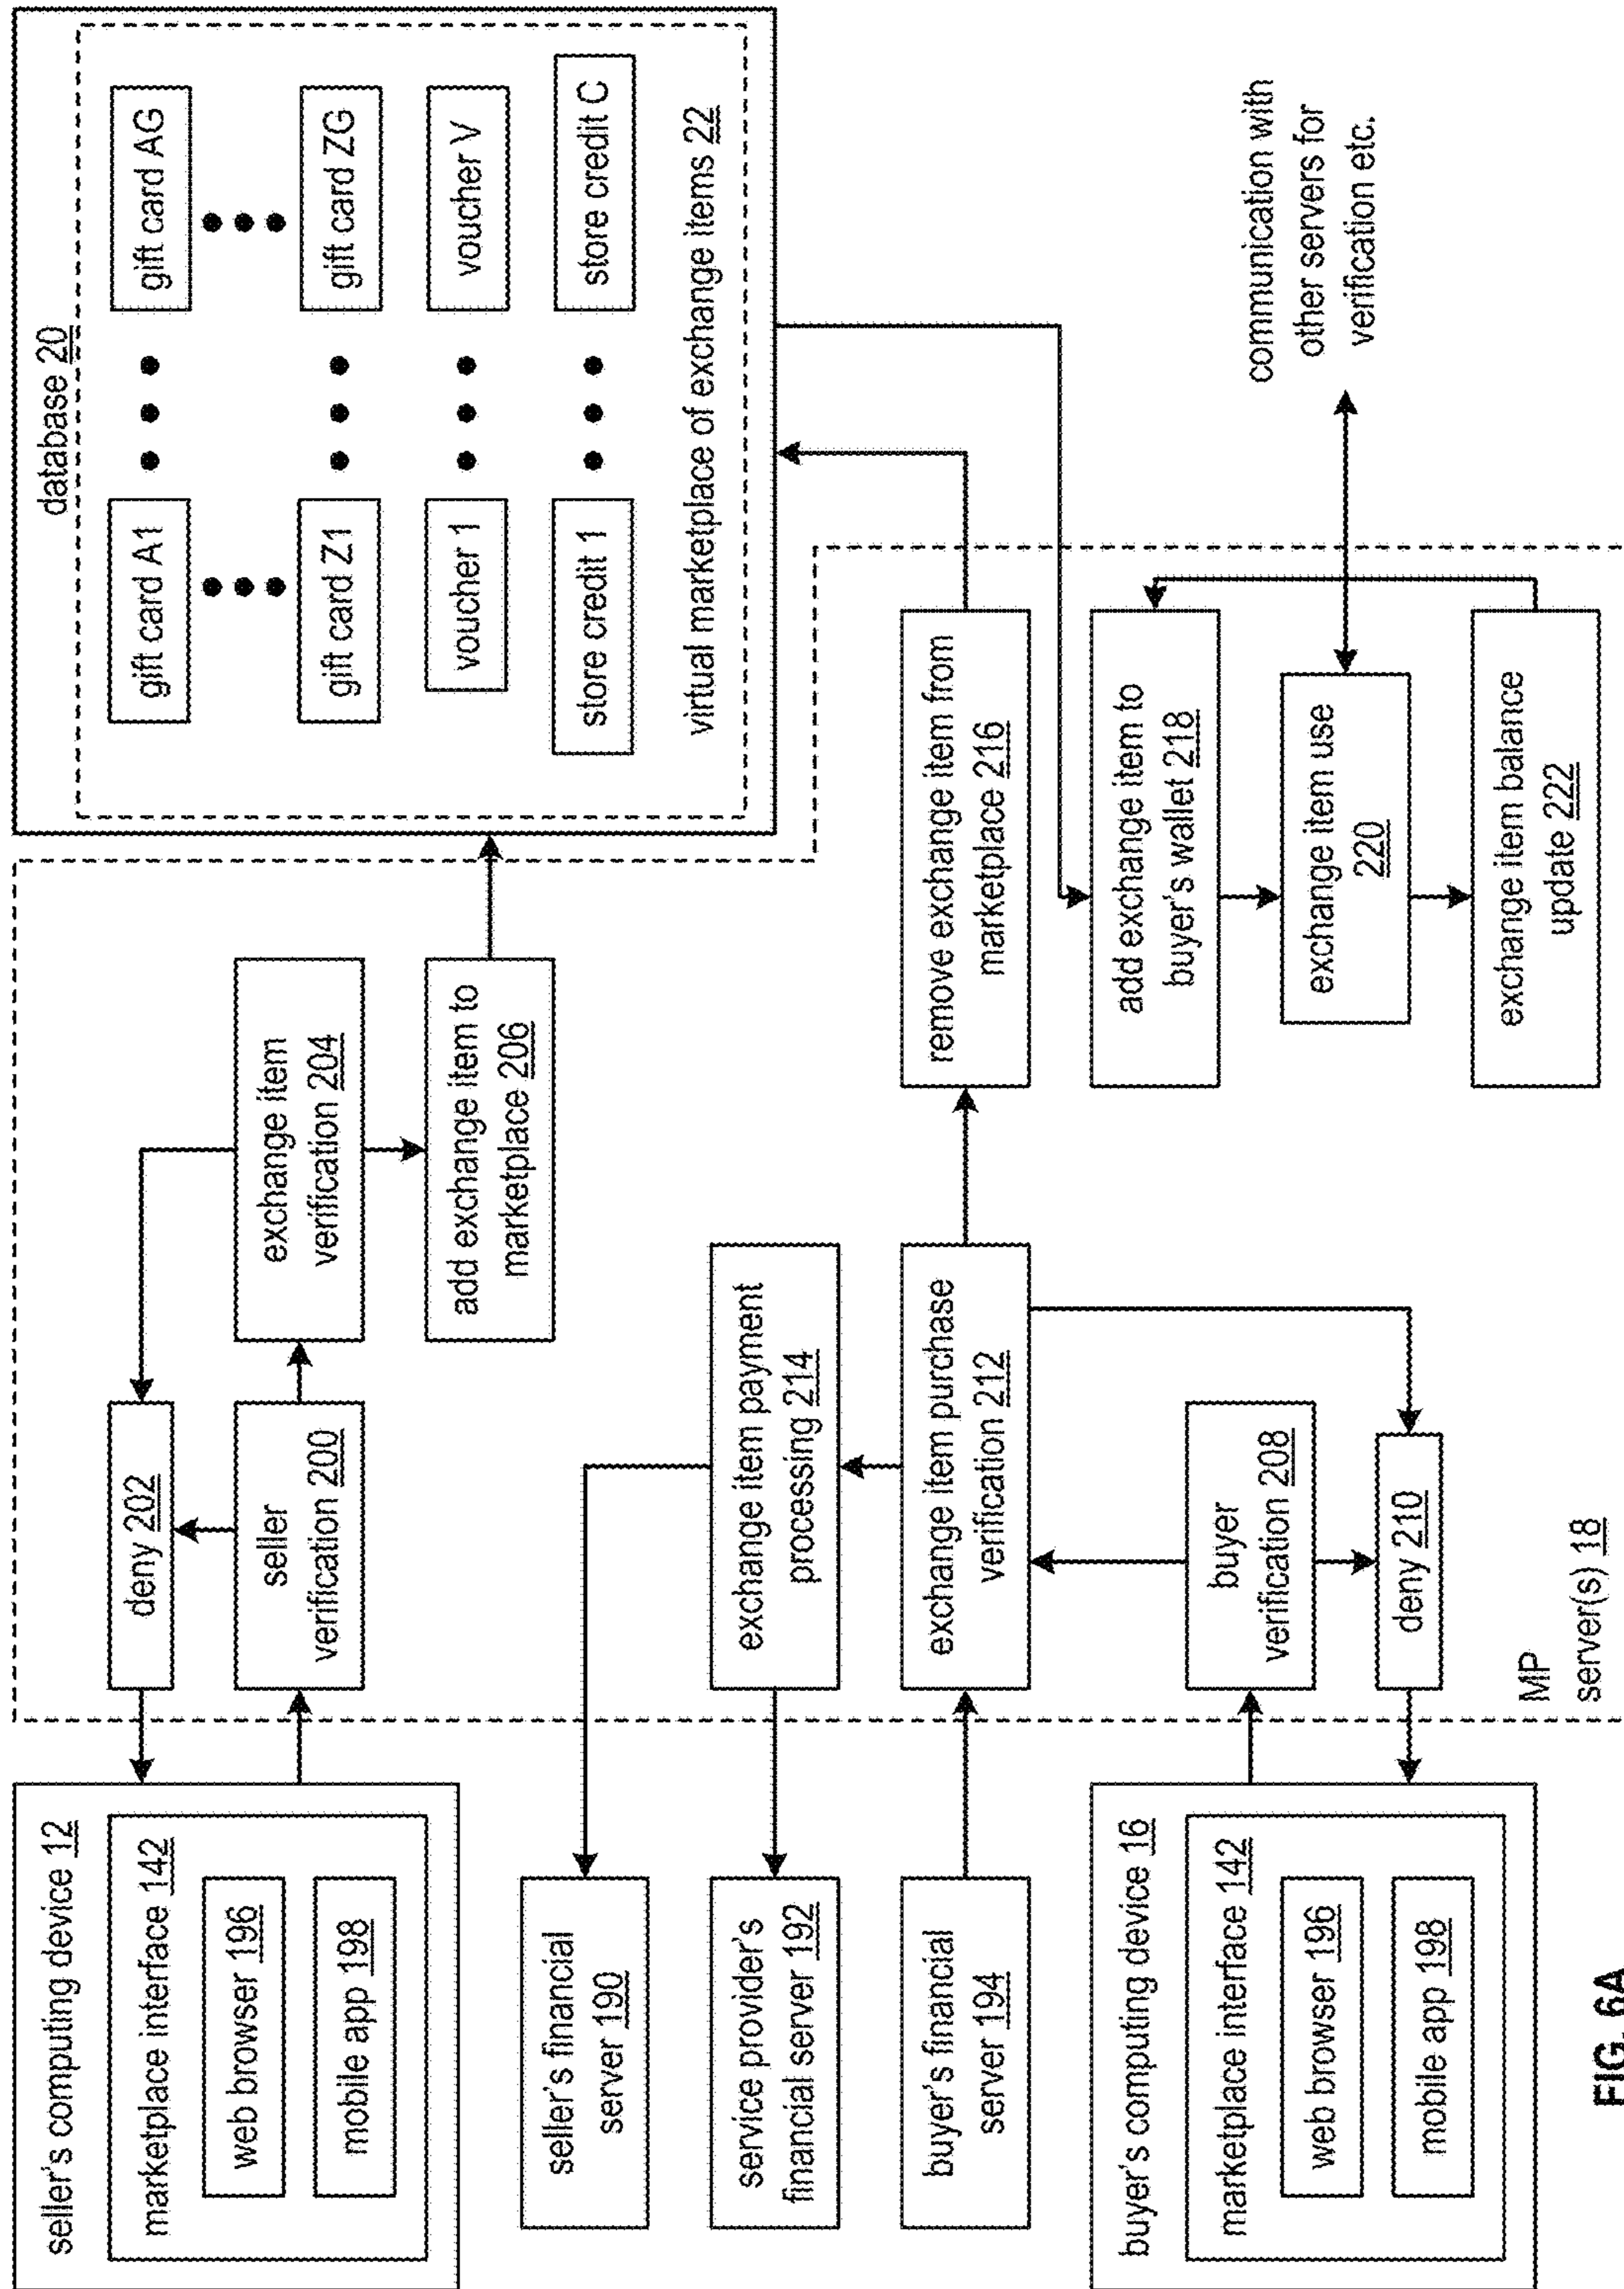 seller's computing device 12
marketplace interface 142
web browser 196
mobile app 198
deny 202
seller
verification 200
exchange item
verification 204
add exchange item to
marketplace 206
database 20
gift card A1
gift card AG
gift card Z1
gift card ZG
voucher 1
voucher V
store credit 1
store credit C
virtual marketplace of exchange items 22
seller's financial
server 190
service provider's
financial server 192
buyer's financial
server 194
exchange item payment
processing 214
exchange item purchase
verification 212
remove exchange item from
marketplace 216
add exchange item to
buyer's wallet 218
exchange item use
220
exchange item balance
update 222
communication with
other servers for
verification etc.
buyer's computing device 16
marketplace interface 142
web browser 196
mobile app 198
buyer
verification 208
deny 210
MP
server(s) 18
FIG. 6A